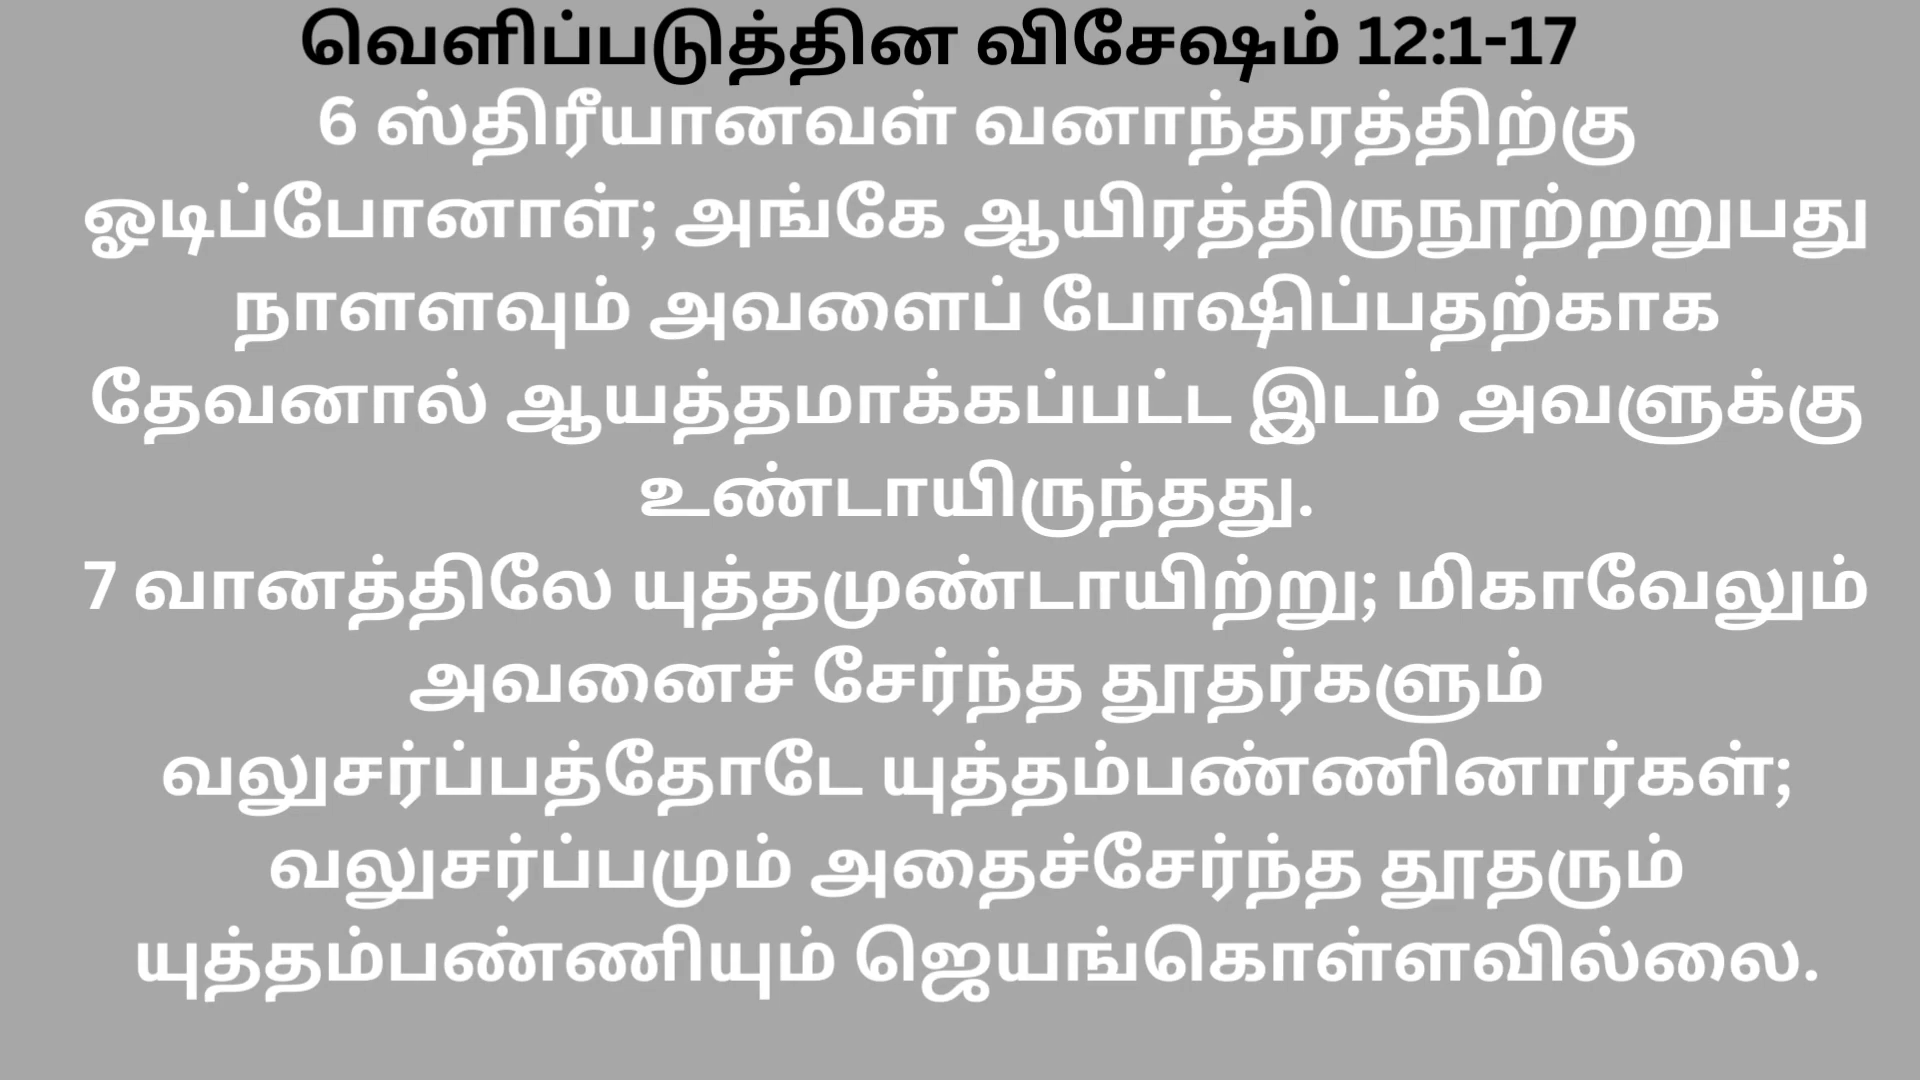 வெளிப்படுத்தின விசேஷம் 12:1-17
6 ஸ்திரீயானவள் வனாந்தரத்திற்கு
ஓடிப்போனாள்; அங்கே ஆயிரத்திருநூற்றறுபது
நாளளவும் அவளைப் போஷிப்பதற்காக
தேவனால் ஆயத்தமாக்கப்பட்ட இடம் அவளுக்கு
உண்டாயிருந்தது.
7 வானத்திலே யுத்தமுண்டாயிற்று; மிகாவேலும்
அவனைச் சேர்ந்த தூதர்களும்
வலுசர்ப்பத்தோடே யுத்தம்பண்ணினார்கள்;
வலுசர்ப்பமும் அதைச்சேர்ந்த தூதரும்
யுத்தம்பண்ணியும் ஜெயங்கொள்ளவில்லை.